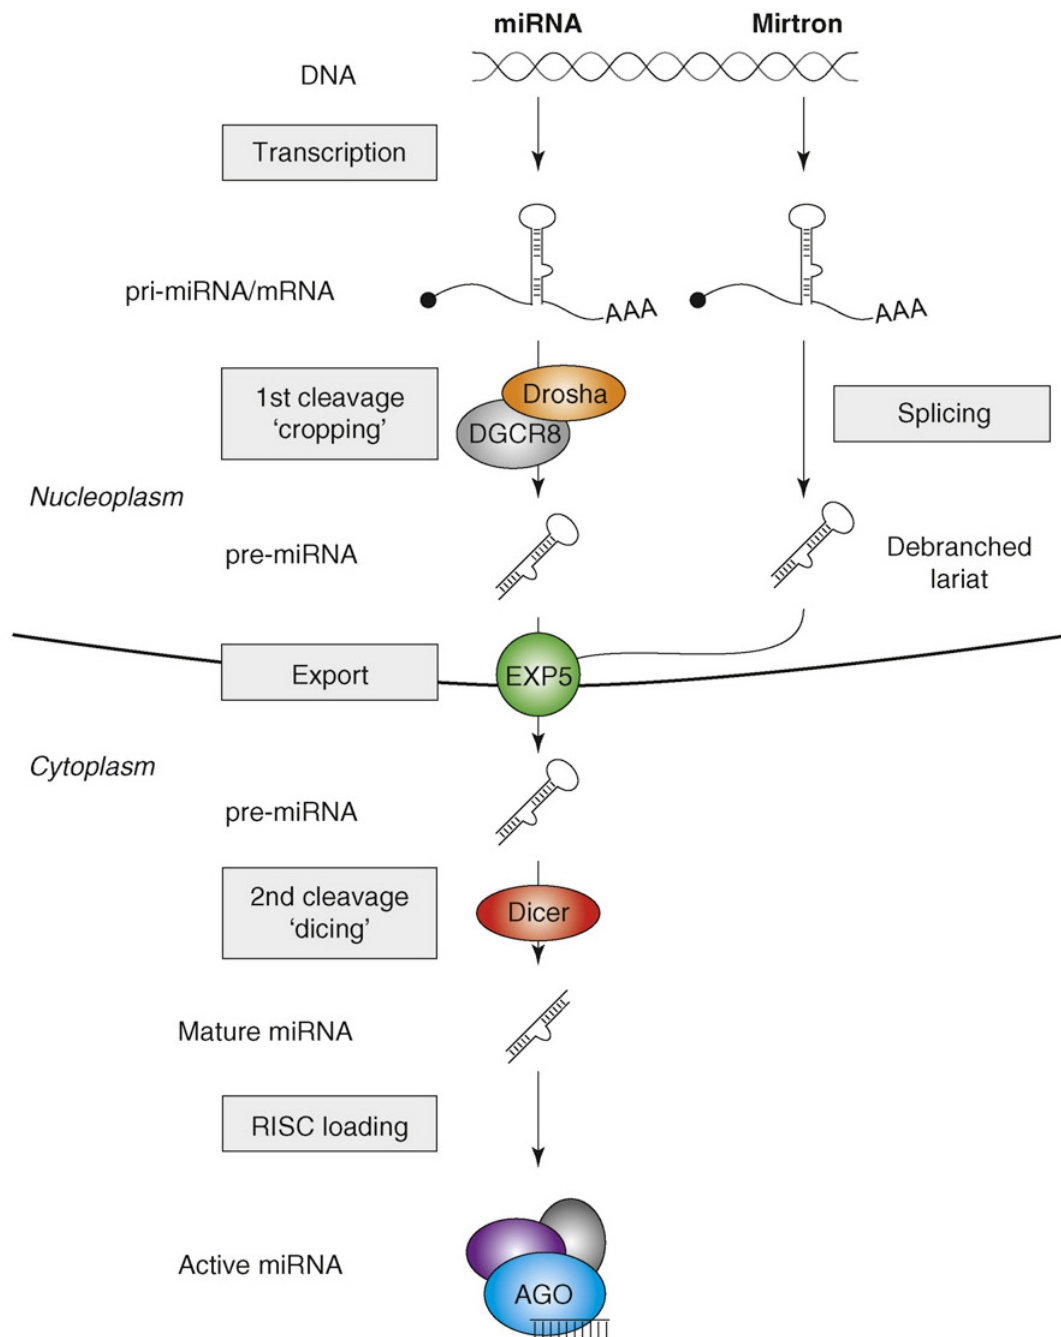 miRNA Mirtron
DNA
Transcription
pri-miRNA/mRNA
AAA AAA
1st cleavage
‘cropping’
Drosha
DGCR8
Splicing
Nucleoplasm
pre-miRNA
Debranched
lariat
Export
EXP5
Cytoplasm
pre-miRNA
2nd cleavage
‘dicing’
Dicer
Mature miRNA
RISC loading
Active miRNA
AGO